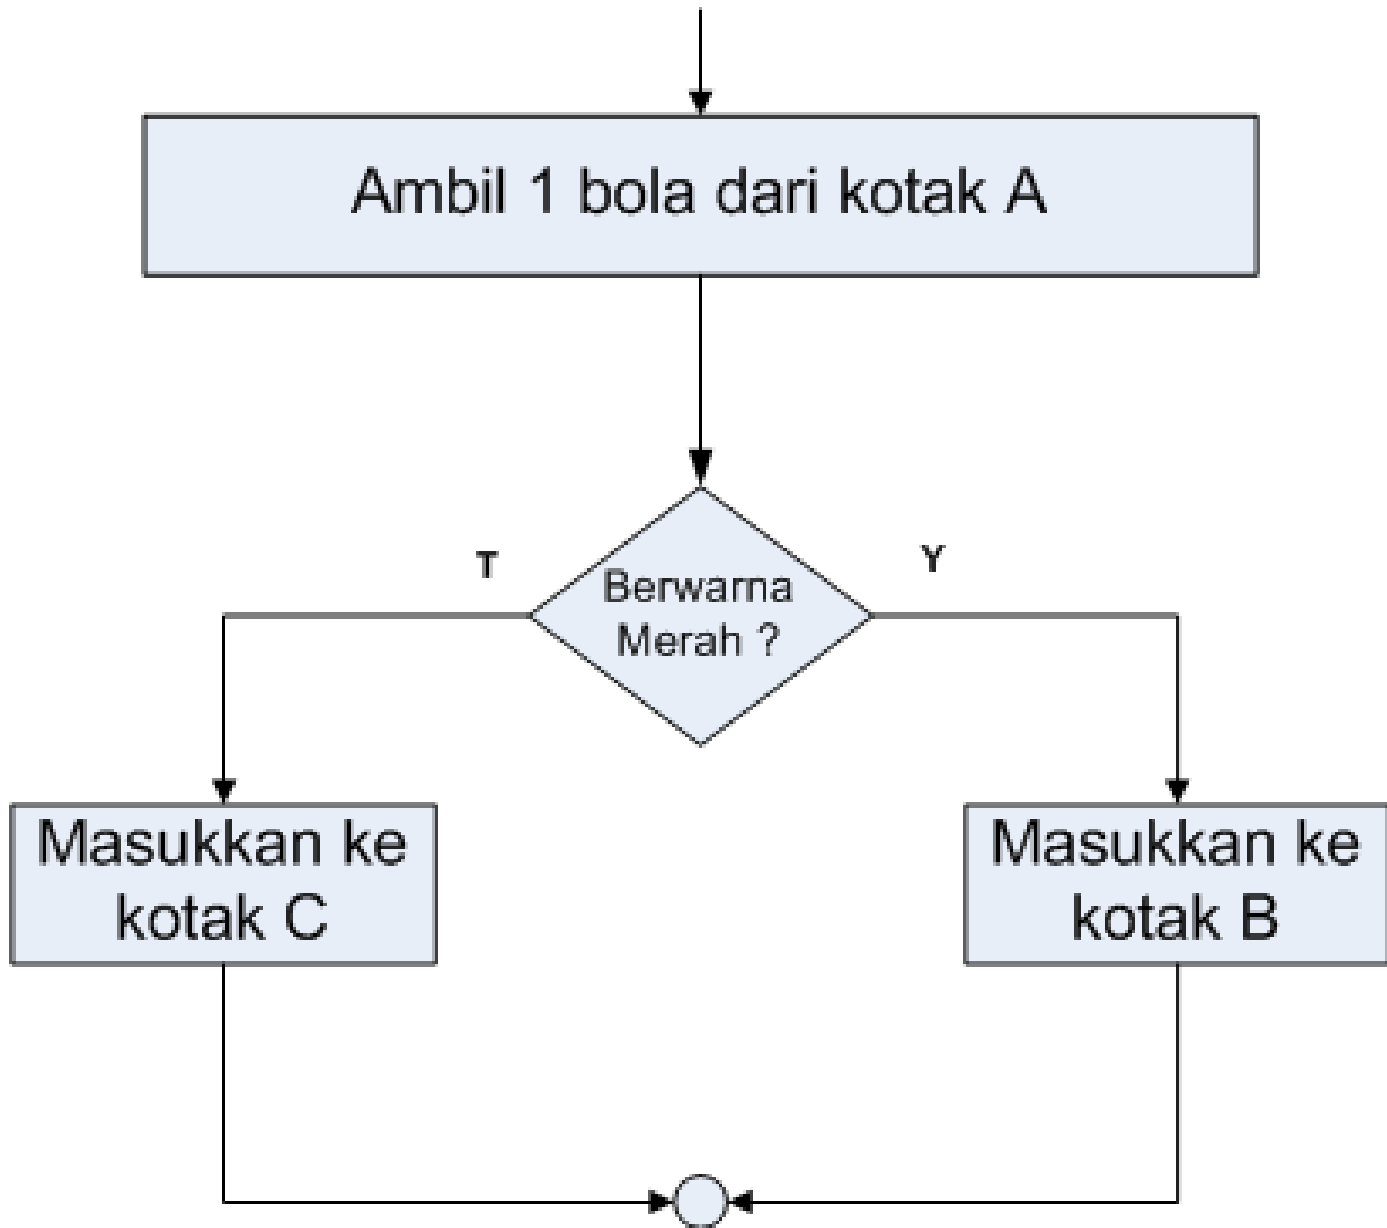 Ambil 1 bola dari kotak A
T
Y
Berwarna
Merah ?
Masukkan ke
kotak C
Masukkan ke
kotak B